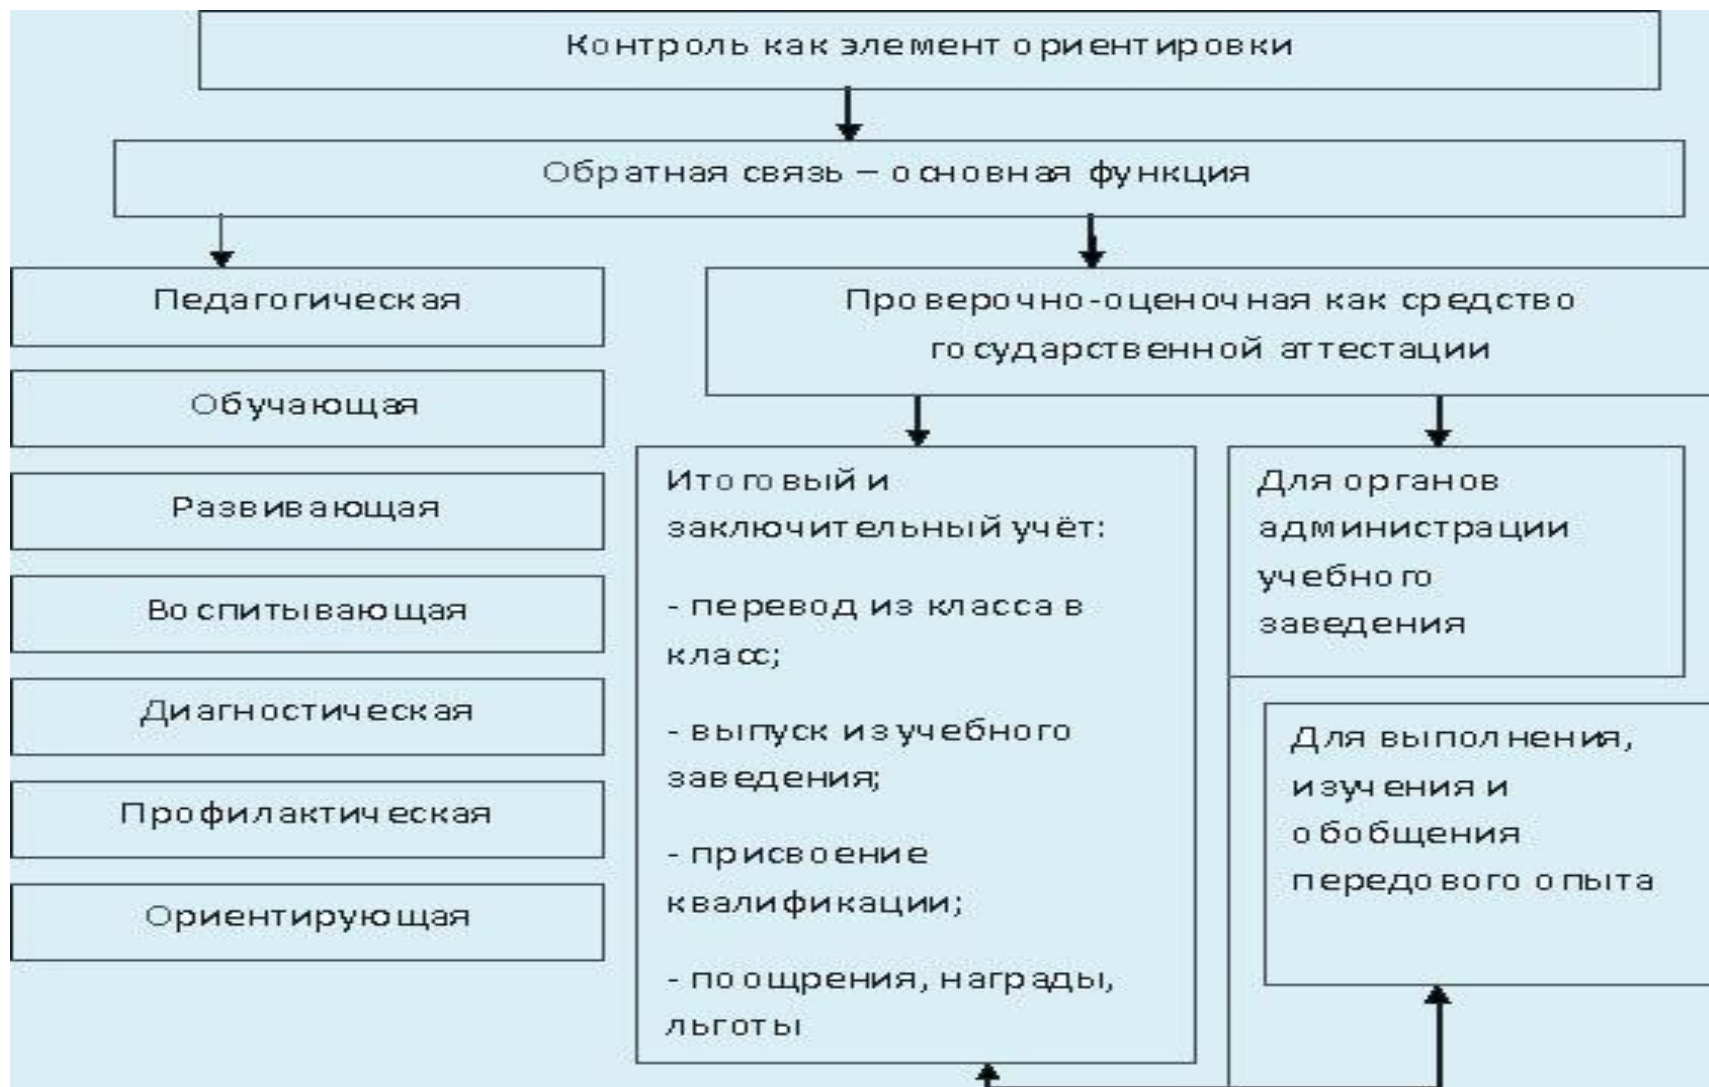 Контроль как элемент ориентировки
Обратная связь – основная функция
Педагогическая
Обучающая
Развивающая
Воспитывающая
Диагностическая
Профилактическая
Ориентирующая
Проверочно-оценочная как средство
государственной аттестации
Итоговый и
заключительный учёт:
- перевод из класса в
класс;
- выпуск из учебного
заведения;
- присвоение
квалификации;
- поощрения, награды,
льготы
Для органов
администрации
учебного
заведения
Для выполнения,
изучения и
обобщения
передового опыта